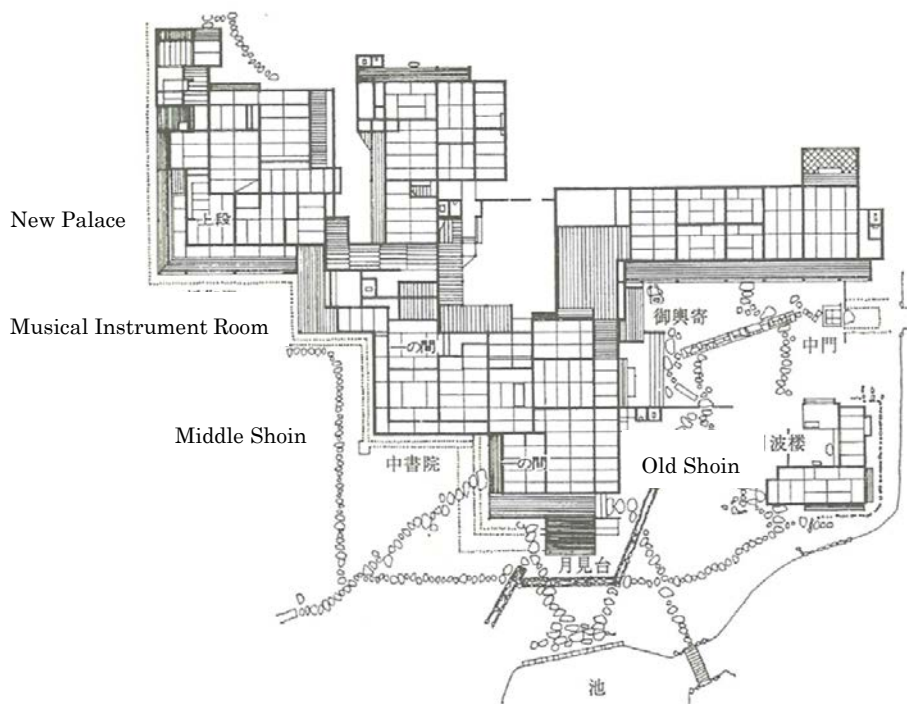 New Palace
上段
Musical Instrument Room
一の間
御輿寄
中門
Middle Shoin
中書院
一の間
Old Shoin
波楼
月見台
池